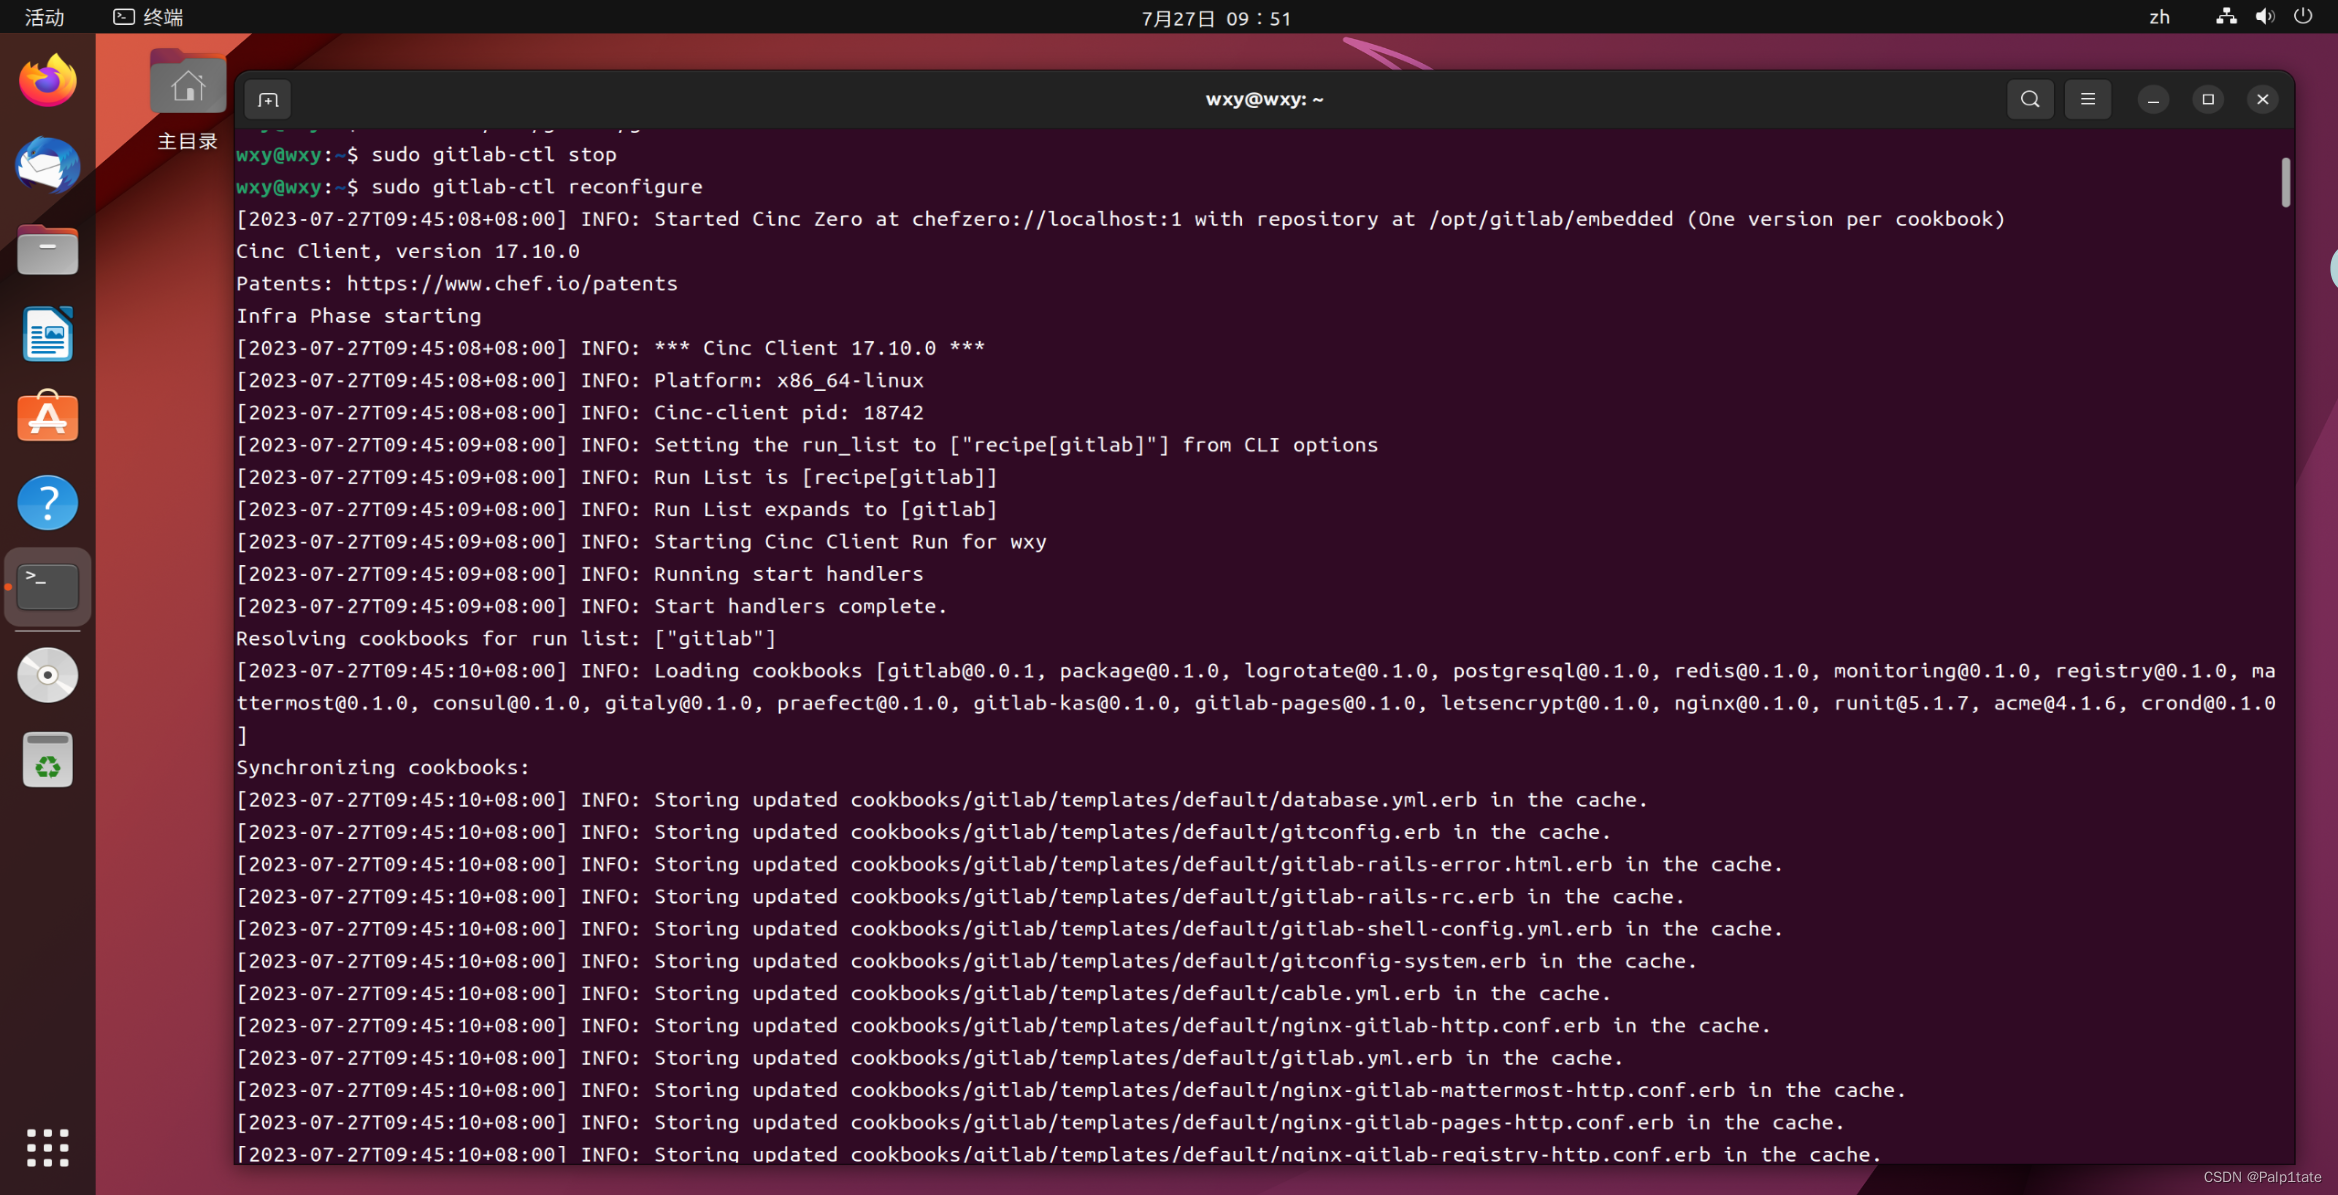 活动 终端 7月27日 09：51 zh
主目录
wxy@wxy: ~
wxy@wxy:~$ sudo gitlab-ctl stop
wxy@wxy:~$ sudo gitlab-ctl reconfigure
[2023-07-27T09:45:08+08:00] INFO: Started Cinc Zero at chefzero://localhost:1 with repository at /opt/gitlab/embedded (One version per cookbook)
Cinc Client, version 17.10.0
Patents: https://www.chef.io/patents
Infra Phase starting
[2023-07-27T09:45:08+08:00] INFO: *** Cinc Client 17.10.0 ***
[2023-07-27T09:45:08+08:00] INFO: Platform: x86_64-linux
[2023-07-27T09:45:08+08:00] INFO: Cinc-client pid: 18742
[2023-07-27T09:45:09+08:00] INFO: Setting the run_list to ["recipe[gitlab]"] from CLI options
[2023-07-27T09:45:09+08:00] INFO: Run List is [recipe[gitlab]]
[2023-07-27T09:45:09+08:00] INFO: Run List expands to [gitlab]
[2023-07-27T09:45:09+08:00] INFO: Starting Cinc Client Run for wxy
[2023-07-27T09:45:09+08:00] INFO: Running start handlers
[2023-07-27T09:45:09+08:00] INFO: Start handlers complete.
Resolving cookbooks for run list: ["gitlab"]
[2023-07-27T09:45:10+08:00] INFO: Loading cookbooks [gitlab@0.0.1, package@0.1.0, logrotate@0.1.0, postgresql@0.1.0, redis@0.1.0, monitoring@0.1.0, registry@0.1.0, ma
ttermost@0.1.0, consul@0.1.0, gitaly@0.1.0, praefect@0.1.0, gitlab-kas@0.1.0, gitlab-pages@0.1.0, letsencrypt@0.1.0, nginx@0.1.0, runit@5.1.7, acme@4.1.6, crond@0.1.0
]
Synchronizing cookbooks:
[2023-07-27T09:45:10+08:00] INFO: Storing updated cookbooks/gitlab/templates/default/database.yml.erb in the cache.
[2023-07-27T09:45:10+08:00] INFO: Storing updated cookbooks/gitlab/templates/default/gitconfig.erb in the cache.
[2023-07-27T09:45:10+08:00] INFO: Storing updated cookbooks/gitlab/templates/default/gitlab-rails-error.html.erb in the cache.
[2023-07-27T09:45:10+08:00] INFO: Storing updated cookbooks/gitlab/templates/default/gitlab-rails-rc.erb in the cache.
[2023-07-27T09:45:10+08:00] INFO: Storing updated cookbooks/gitlab/templates/default/gitlab-shell-config.yml.erb in the cache.
[2023-07-27T09:45:10+08:00] INFO: Storing updated cookbooks/gitlab/templates/default/gitconfig-system.erb in the cache.
[2023-07-27T09:45:10+08:00] INFO: Storing updated cookbooks/gitlab/templates/default/cable.yml.erb in the cache.
[2023-07-27T09:45:10+08:00] INFO: Storing updated cookbooks/gitlab/templates/default/nginx-gitlab-http.conf.erb in the cache.
[2023-07-27T09:45:10+08:00] INFO: Storing updated cookbooks/gitlab/templates/default/gitlab.yml.erb in the cache.
[2023-07-27T09:45:10+08:00] INFO: Storing updated cookbooks/gitlab/templates/default/nginx-gitlab-mattermost-http.conf.erb in the cache.
[2023-07-27T09:45:10+08:00] INFO: Storing updated cookbooks/gitlab/templates/default/nginx-gitlab-pages-http.conf.erb in the cache.
[2023-07-27T09:45:10+08:00] INFO: Storing updated cookbooks/gitlab/templates/default/nginx-gitlab-registry-http.conf.erb in the cache.
CSDN @Palp1tate